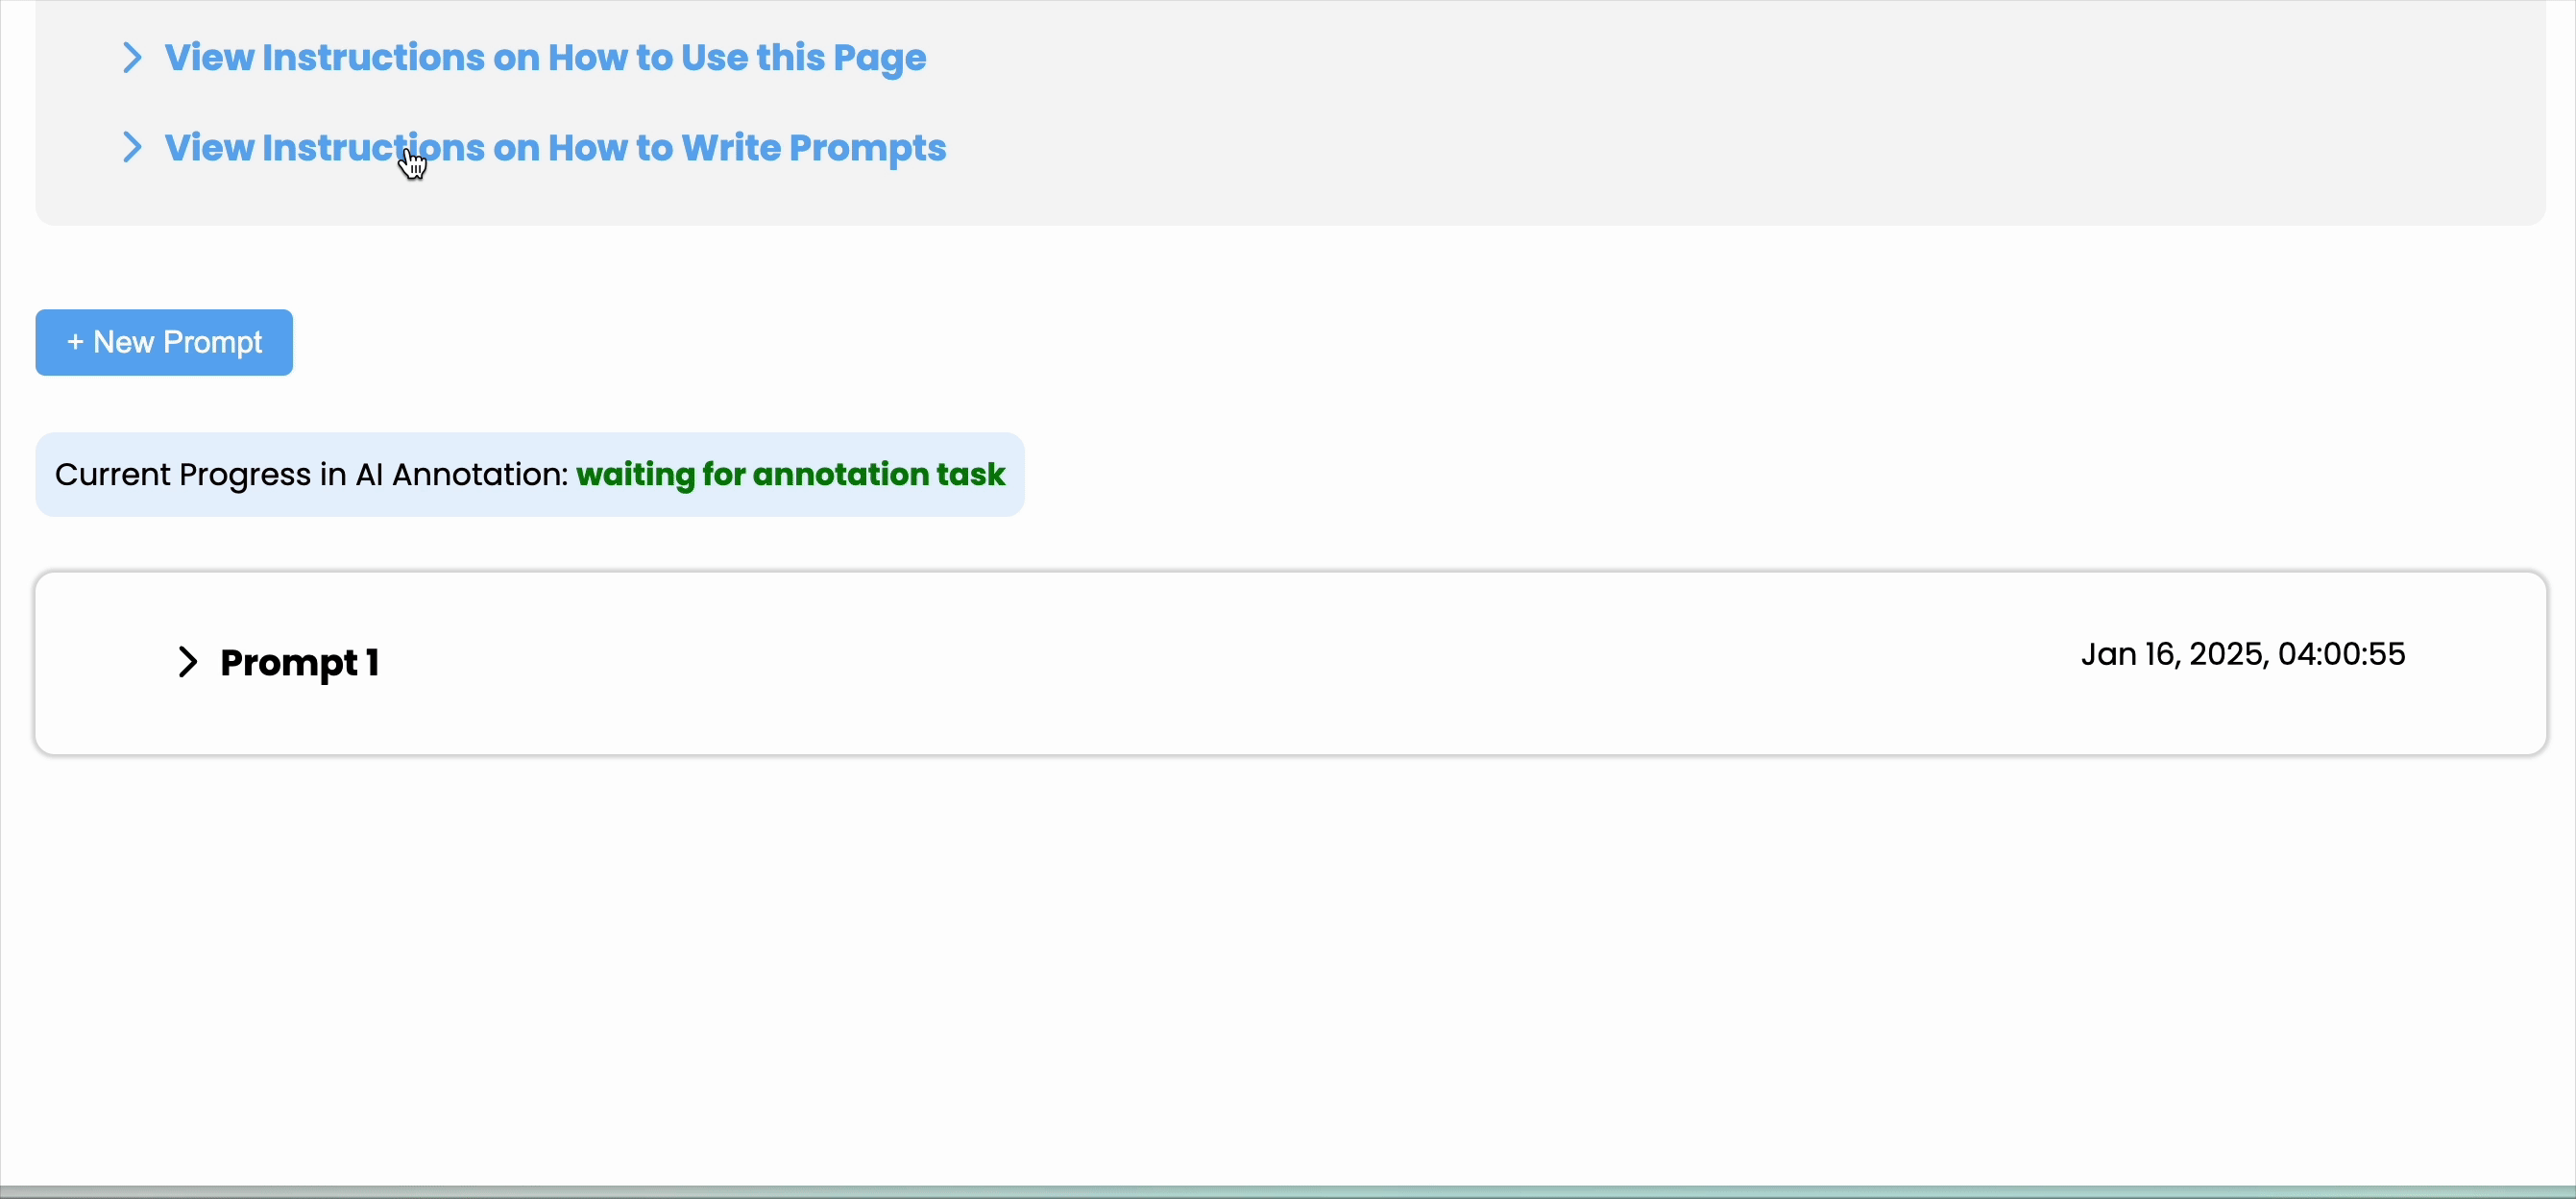 View Instructions on How to Use this Page
View Instructions on How to Write Prompts
+ New Prompt
Current Progress in AI Annotation: waiting for annotation task
Prompt 1
Jan 16, 2025, 04:00:55